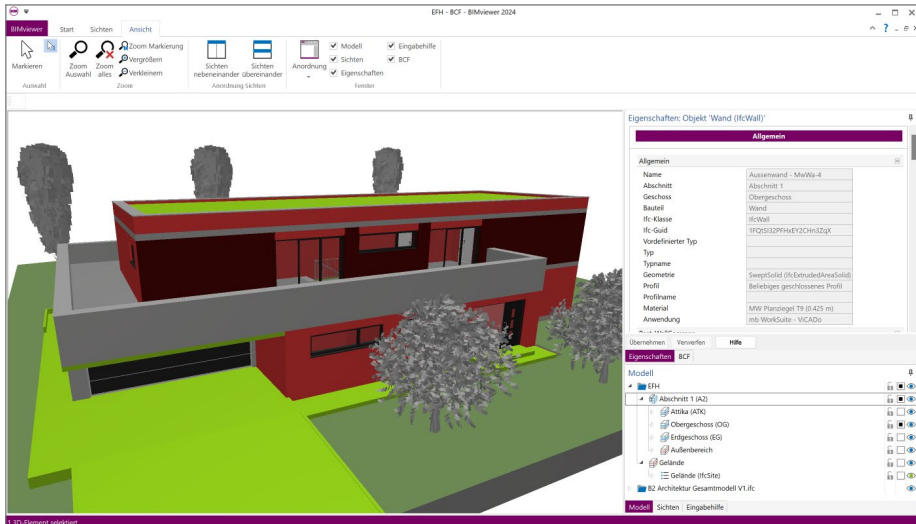 EFH - BCF - BIMviewer 2024
BIMviewer Start Sichten Ansicht
Markieren
Zoom Auswahl
Zoom alles
Zoom Markierung
Vergrößern
Verkleinern
Sichten nebeneinander
Sichten übereinander
Anordnung
Modell
Sichten
Eigenschaften
Eingabehilfe
BCF
Auswahl Zoom Anordnung Sichten Fenster
Eigenschaften: Objekt 'Wand (IfcWall)'
Allgemein
Allgemein
Name Aussenwand - MwWa-4
Abschnitt Abschnitt 1
Geschoss Obergeschoss
Bauteil Wand
Ifc-Klasse IfcWall
Ifc-Guid 1FQtSI32PFHxEY2CHn3ZqX
Vordefinierter Typ
Typ
Typname
Geometrie SweptSolid (IfcExtrudedAreaSolid)
Profil Beliebiges geschlossenes Profil
Profilname
Material MW Planziegel T9 (0.425 m)
Anwendung mb WorkSuite - ViCADo
Übernehmen Verwerfen Hilfe
Eigenschaften BCF
Modell
EFH
Abschnitt 1 (A2)
Attika (ATK)
Obergeschoss (OG)
Erdgeschoss (EG)
Außenbereich
Gelände
Gelände (IfcSite)
B2 Architektur Gesamtmodell V1.ifc
Modell Sichten Eingabehilfe
1 3D-Element selektiert